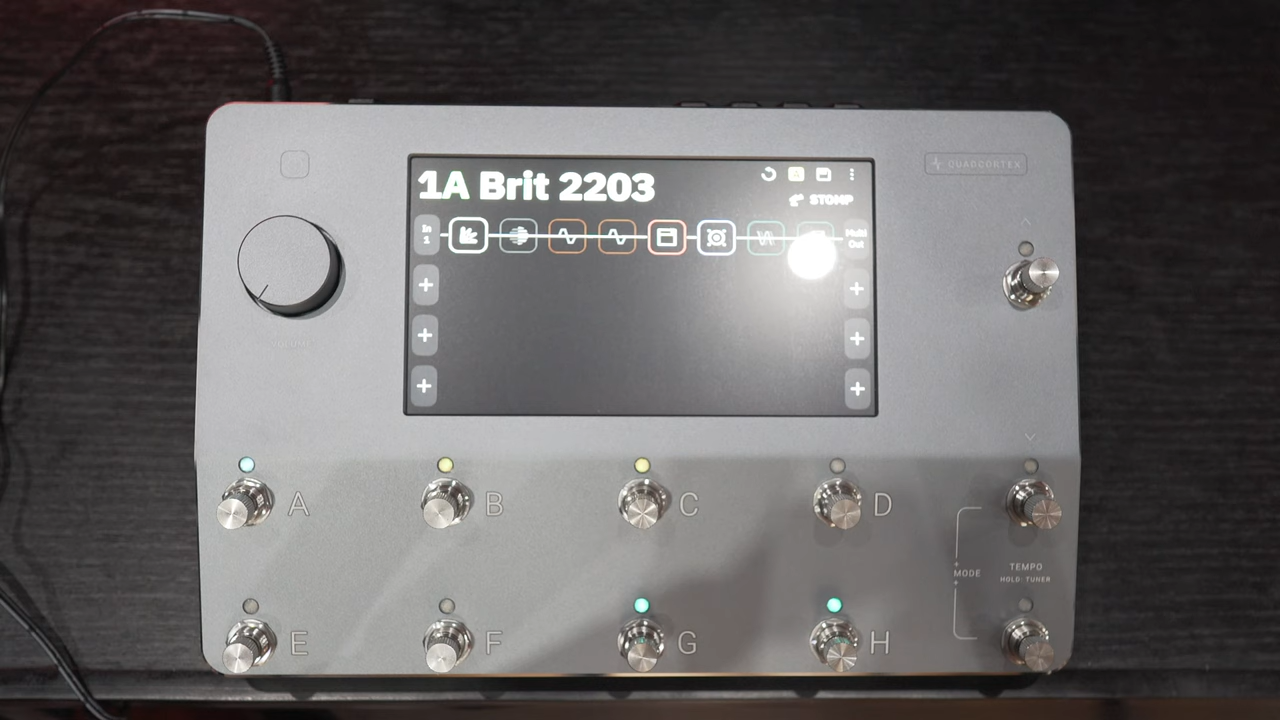 QUADCORTEX
1A Brit 2203
STOMP
In
1
Multi
Out
VOLUME
A
B
C
D
MODE
TEMPO
HOLD: TUNER
E
F
G
H